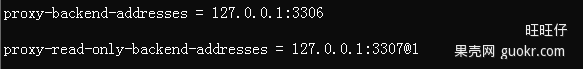 proxy-backend-addresses = 127.0.0.1:3306
旺旺仔
proxy-read-only-backend-addresses = 127.0.0.1:3307@1
果壳网 guokr.com